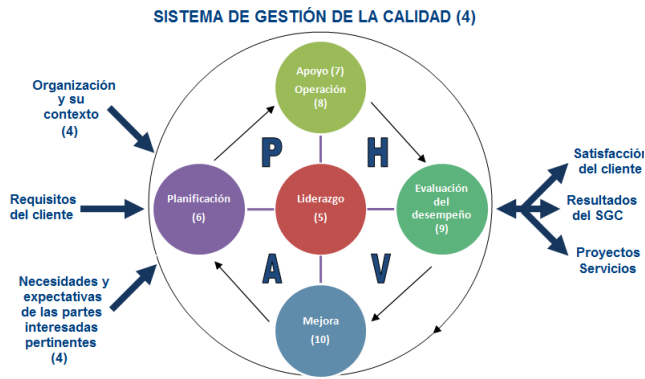 SISTEMA DE GESTIÓN DE LA CALIDAD (4)
Organización
y su
contexto
(4)
Requisitos
del cliente
Necesidades y
expectativas
de las partes
interesadas
pertinentes
(4)
Apoyo (7)
Operación
(8)
P
H
Planificación
(6)
Liderazgo
(5)
Evaluación
del
desempeño
(9)
A
V
Mejora
(10)
Satisfacción
del cliente
Resultados
del SGC
Proyectos
Servicios